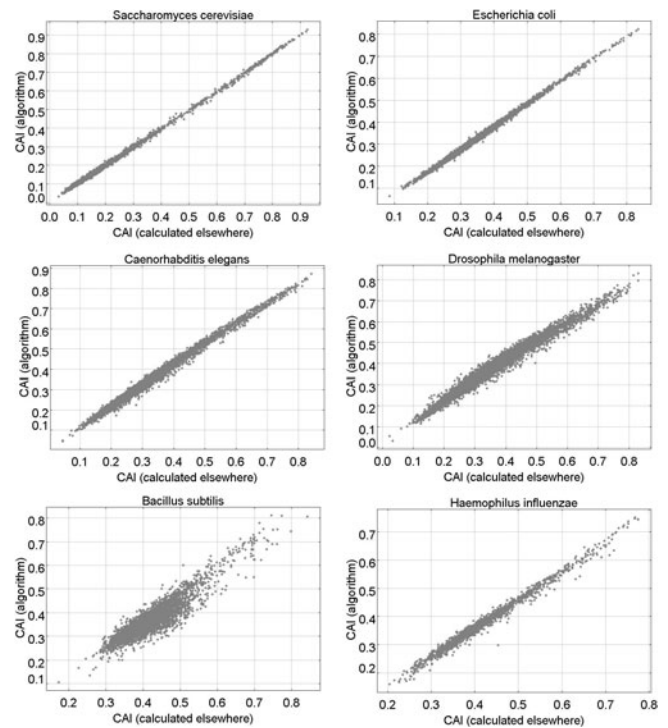 Saccharomyces cerevisiae
CAI (algorithm)
0.9
0.8
0.7
0.6
0.5
0.4
0.3
0.2
0.1
0.0
0.0 0.1 0.2 0.3 0.4 0.5 0.6 0.7 0.8 0.9
CAI (calculated elsewhere)
Escherichia coli
CAI (algorithm)
0.8
0.7
0.6
0.5
0.4
0.3
0.2
0.1
0.1 0.2 0.3 0.4 0.5 0.6 0.7 0.8
CAI (calculated elsewhere)
Caenorhabditis elegans
CAI (algorithm)
0.9
0.8
0.7
0.6
0.5
0.4
0.3
0.2
0.1
0.1 0.2 0.3 0.4 0.5 0.6 0.7 0.8
CAI (calculated elsewhere)
Drosophila melanogaster
CAI (algorithm)
0.8
0.7
0.6
0.5
0.4
0.3
0.2
0.1
0.0
0.0 0.1 0.2 0.3 0.4 0.5 0.6 0.7 0.8
CAI (calculated elsewhere)
Bacillus subtilis
CAI (algorithm)
0.8
0.7
0.6
0.5
0.4
0.3
0.2
0.1
0.2 0.3 0.4 0.5 0.6 0.7 0.8
CAI (calculated elsewhere)
Haemophilus influenzae
CAI (algorithm)
0.7
0.6
0.5
0.4
0.3
0.2
0.2 0.3 0.4 0.5 0.6 0.7
CAI (calculated elsewhere)